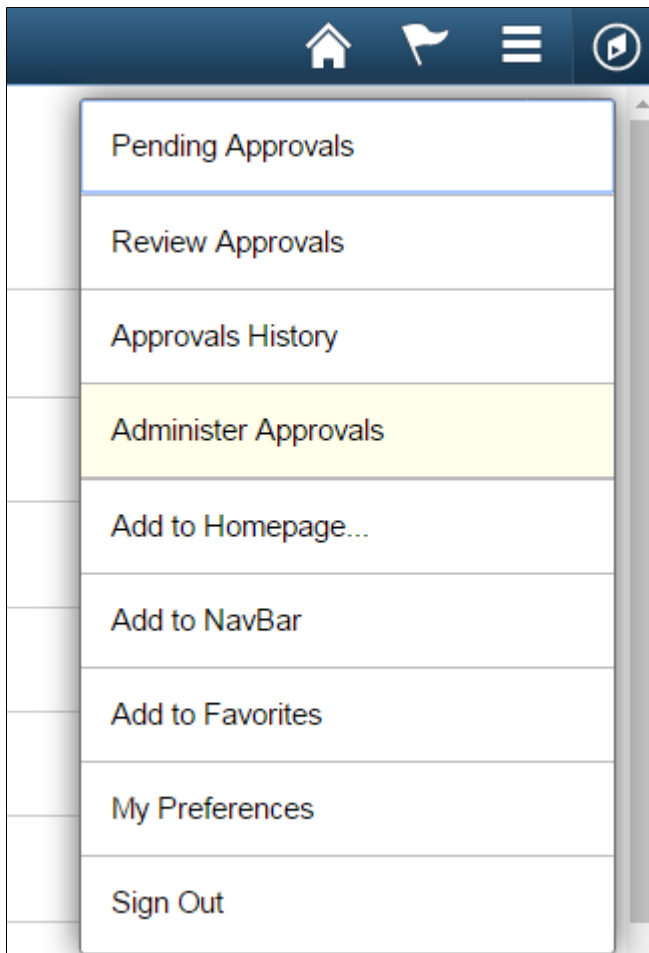 Pending Approvals
Review Approvals
Approvals History
Administer Approvals
Add to Homepage...
Add to NavBar
Add to Favorites
My Preferences
Sign Out